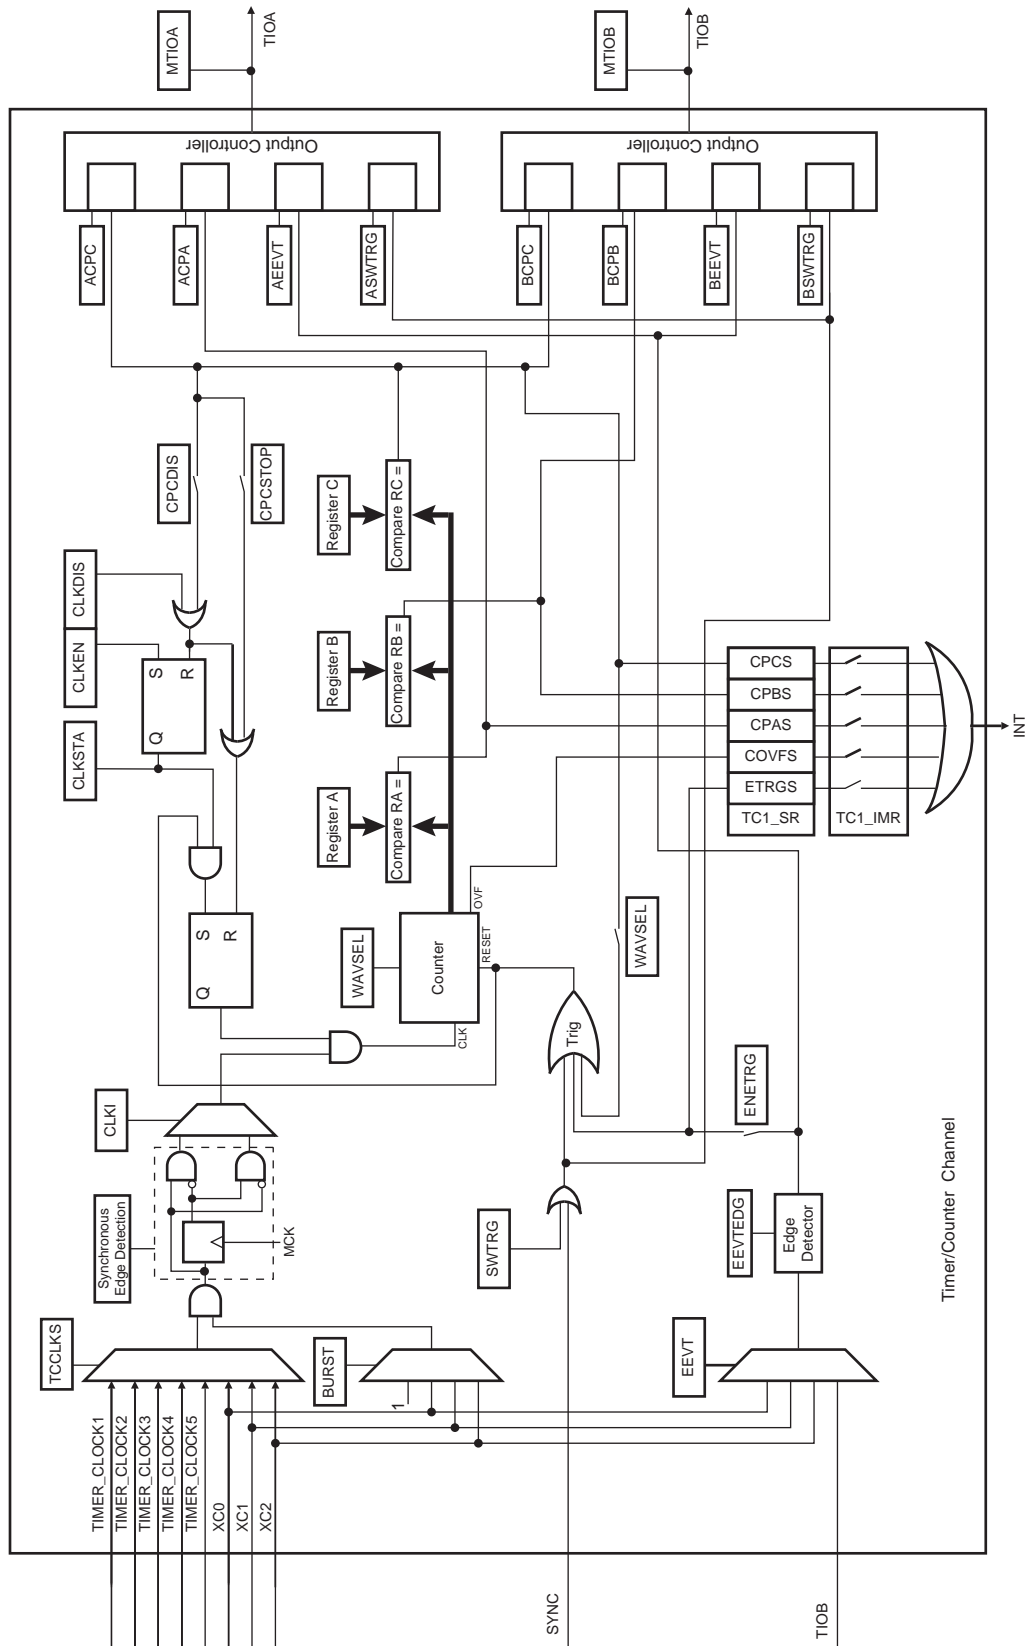 TIOA
MTIOA
TIOB
MTIOB
Output Controller
Output Controller
ACPC
ACPA
AEEVT
ASWTRG
BCPC
BCPB
BEEVT
BSWTRG
CPCDIS
CPCSTOP
Register C
Compare RC =
CLKDIS
CLKEN
CLKSTA
S
R
Q
Register B
Compare RB =
Register A
Compare RA =
CPCS
CPBS
CPAS
COVFS
ETRGS
TC1_SR
TC1_IMR
INT
S
R
Q
WAVSEL
Counter
OVF
RESET
CLK
WAVSEL
Trig
CLKI
ENETRG
Synchronous
Edge Detection
MCK
SWTRG
EEVTEDG
Edge
Detector
Timer/Counter Channel
TCCLKS
BURST
1
EEVT
TIMER_CLOCK1
TIMER_CLOCK2
TIMER_CLOCK3
TIMER_CLOCK4
TIMER_CLOCK5
XC0
XC1
XC2
SYNC
TIOB